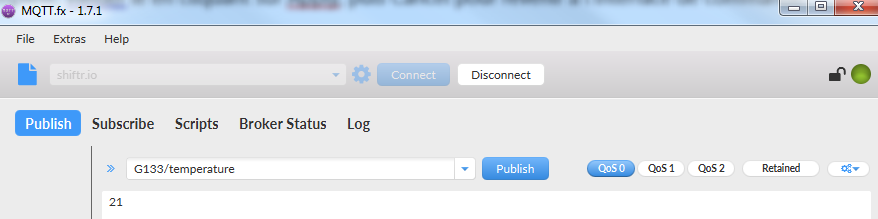 MQTT.fx - 1.7.1
File Extras Help
shiftr.io Connect Disconnect
Publish Subscribe Scripts Broker Status Log
G133/temperature Publish QoS 0 QoS 1 QoS 2 Retained
21